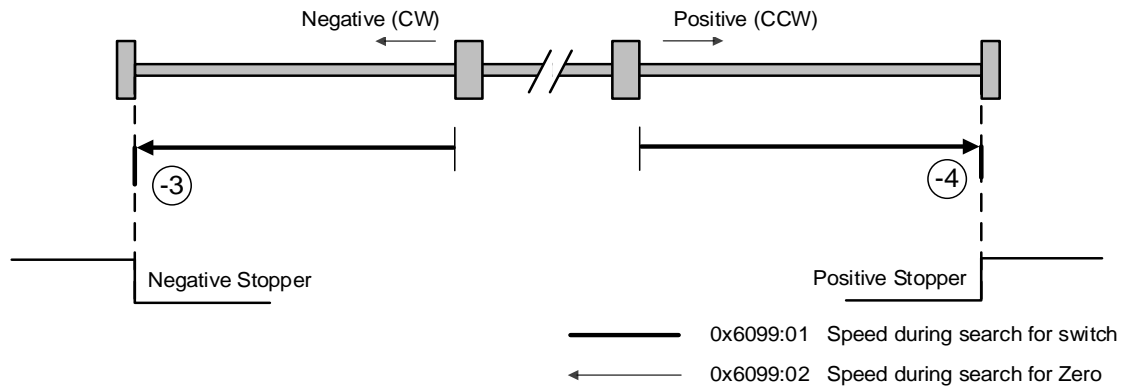 Negative (CW)
Positive (CCW)
-3
-4
Negative Stopper
Positive Stopper
0x6099:01 Speed during search for switch
0x6099:02 Speed during search for Zero